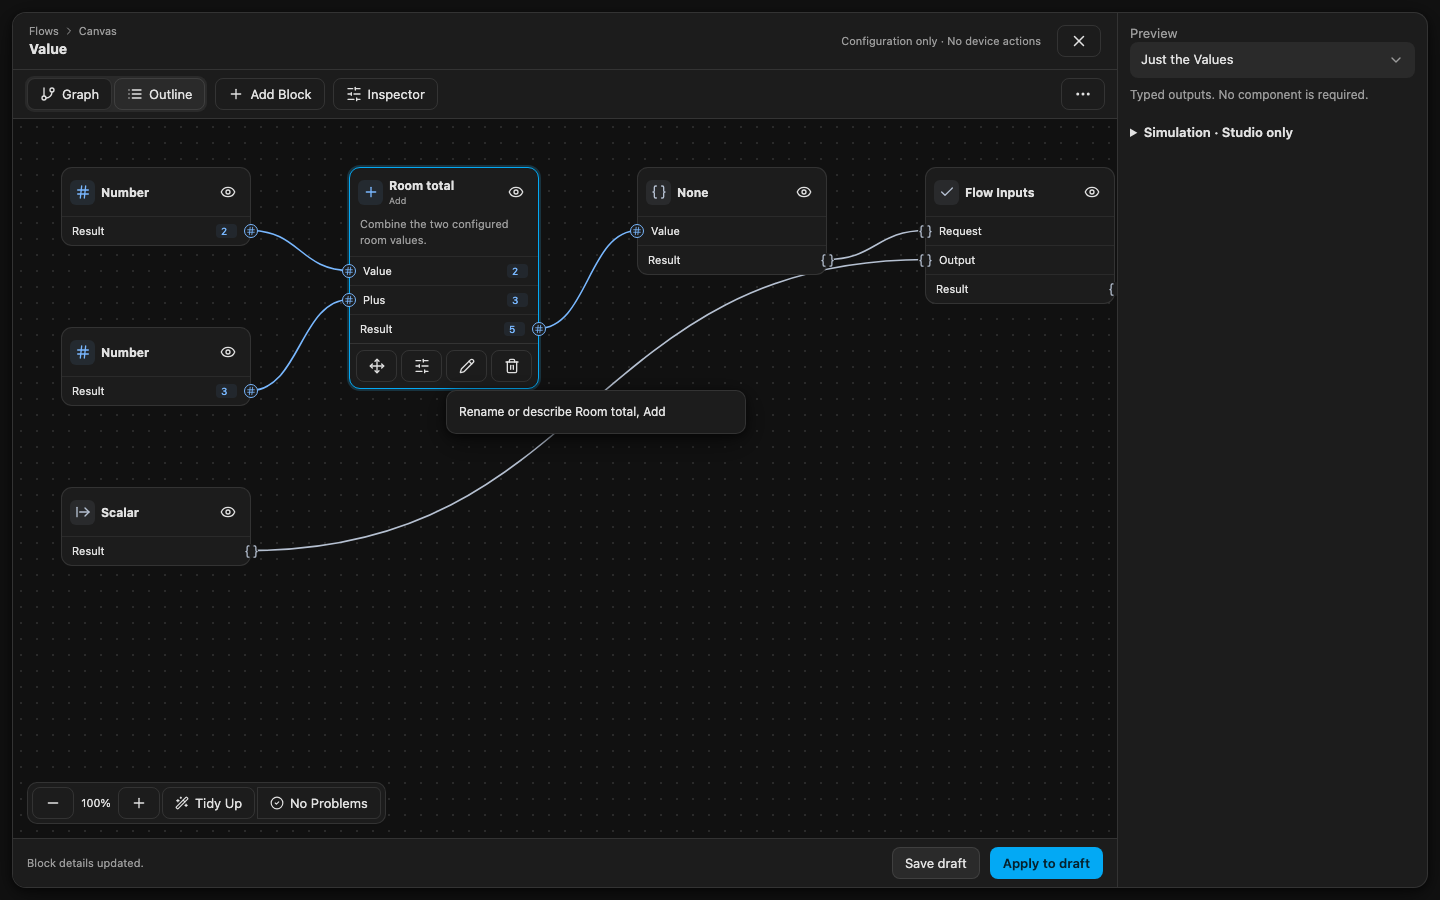 Flows > Canvas
Value
Configuration only · No device actions
Graph
Outline
Add Block
Inspector
Number
Result 2
Room total
Add
Combine the two configured
room values.
Value 2
Plus 3
Result 5
None
Value
Result
Flow Inputs
Request
Output
Result
Number
Result 3
Rename or describe Room total, Add
Scalar
Result
100%
Tidy Up
No Problems
Block details updated.
Save draft
Apply to draft
Preview
Just the Values
Typed outputs. No component is required.
Simulation · Studio only